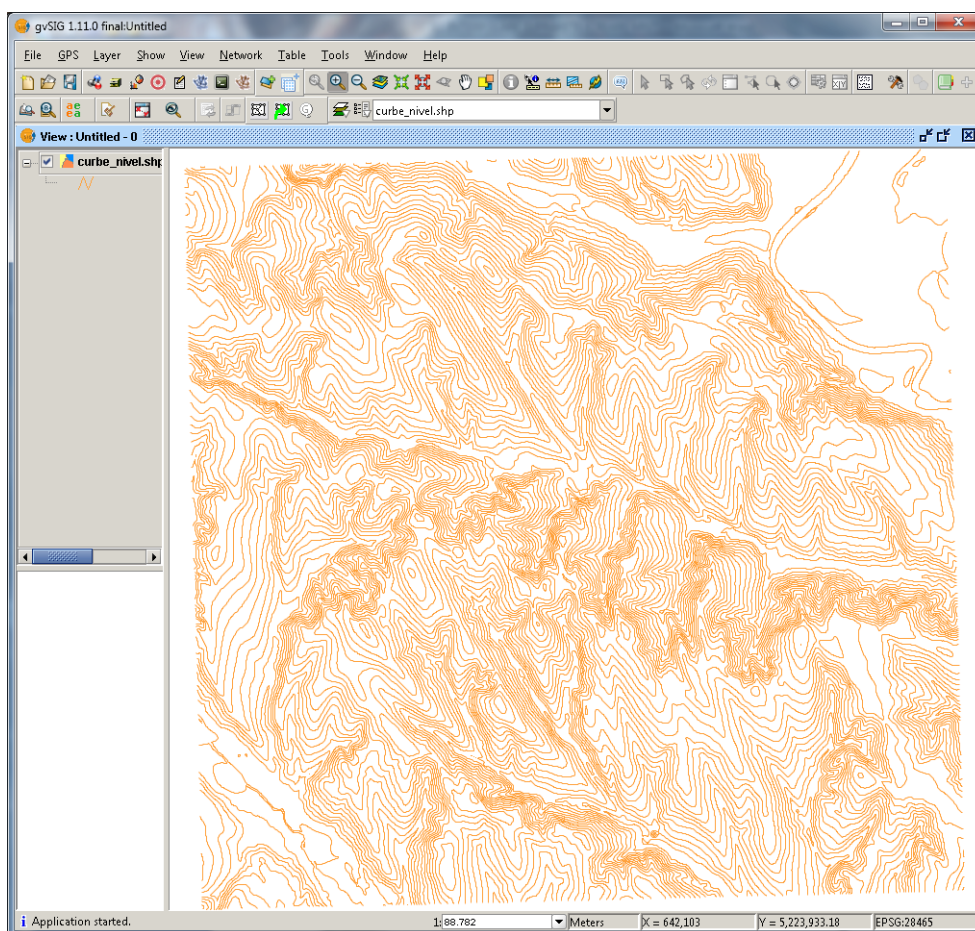 gvSIG 1.11.0 final:Untitled
File GPS Layer Show View Network Table Tools Window Help
curbe_nivel.shp
View : Untitled - 0
curbe_nivel.shp
Application started. 1: 88.782 Meters X = 642,103 Y = 5,223,933.18 EPSG:28465